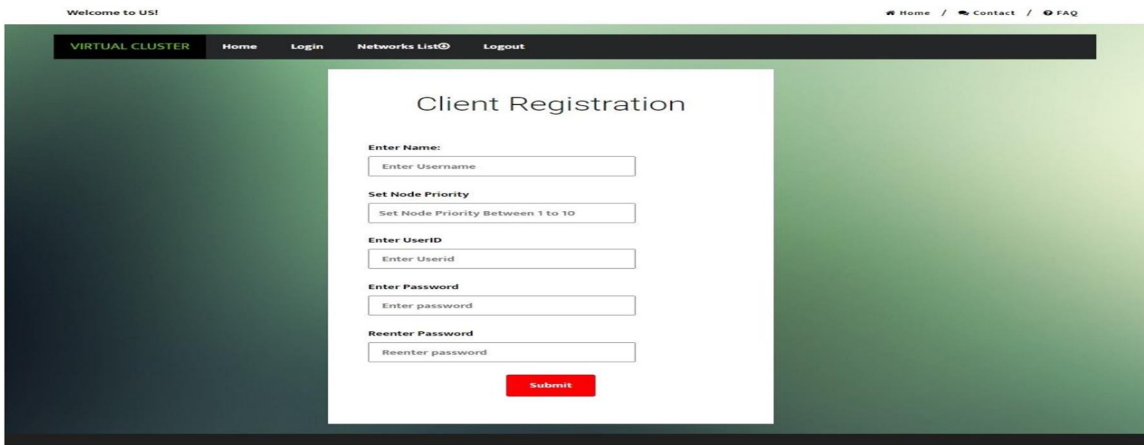 Welcome to US!
Home / Contact / FAQ
VIRTUAL CLUSTER Home Login Networks List Logout
Client Registration
Enter Name:
Enter Username
Set Node Priority
Set Node Priority Between 1 to 10
Enter UserID
Enter Userid
Enter Password
Enter password
Reenter Password
Reenter password
Submit